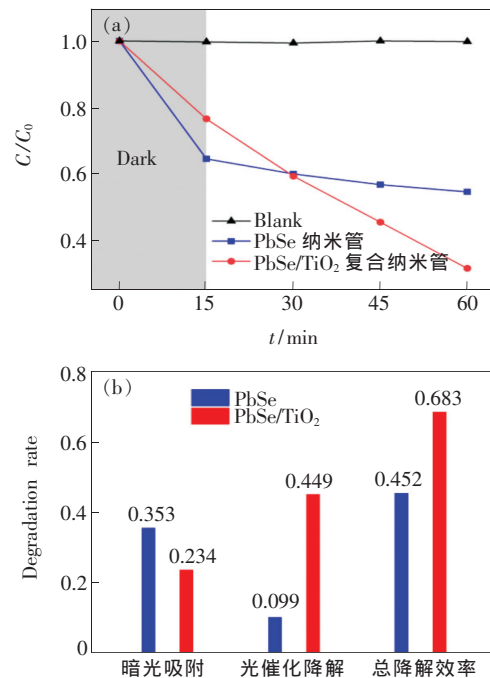 (a)
1.0
0.8
0.6
0.4
C/C0
Dark
Blank
PbSe 纳米管
PbSe/TiO2 复合纳米管
0 15 30 45 60
t/min
(b)
0.8
0.6
0.4
0.2
0
Degradation rate
PbSe
PbSe/TiO2
0.353
0.234
0.099
0.449
0.452
0.683
暗光吸附 光催化降解 总降解效率